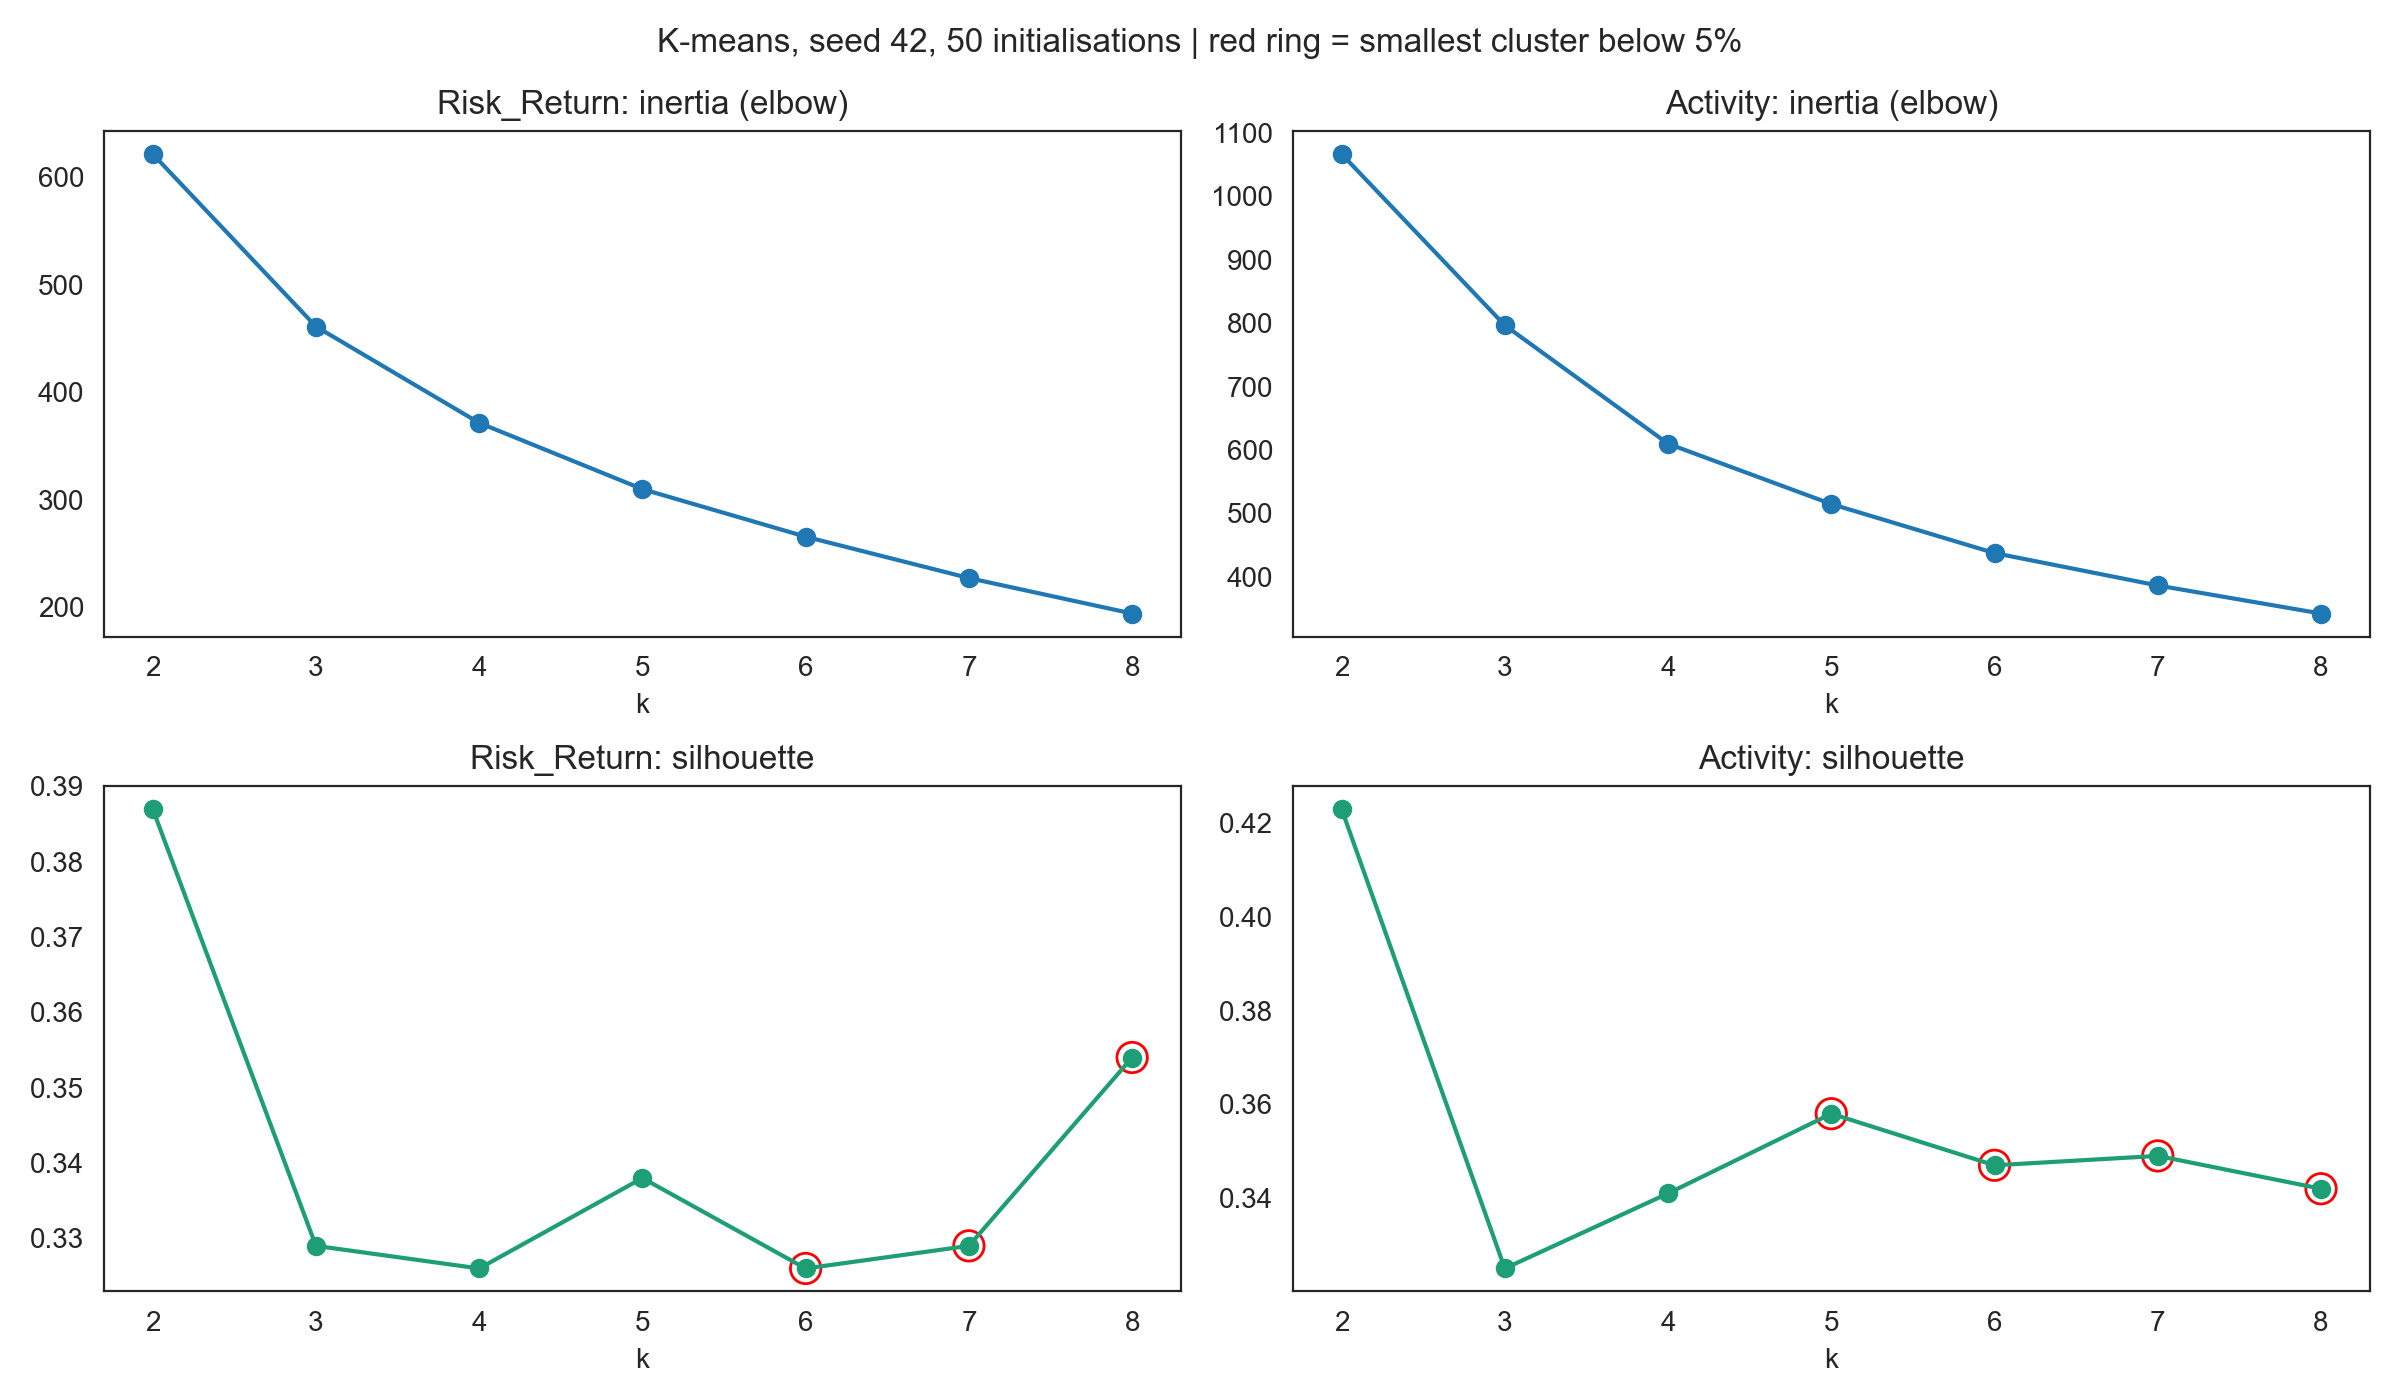 K-means, seed 42, 50 initialisations | red ring = smallest cluster below 5%
Risk_Return: inertia (elbow)
600
500
400
300
200
2 3 4 5 6 7 8
k
Activity: inertia (elbow)
1100
1000
900
800
700
600
500
400
2 3 4 5 6 7 8
k
Risk_Return: silhouette
0.39
0.38
0.37
0.36
0.35
0.34
0.33
2 3 4 5 6 7 8
k
Activity: silhouette
0.42
0.40
0.38
0.36
0.34
2 3 4 5 6 7 8
k